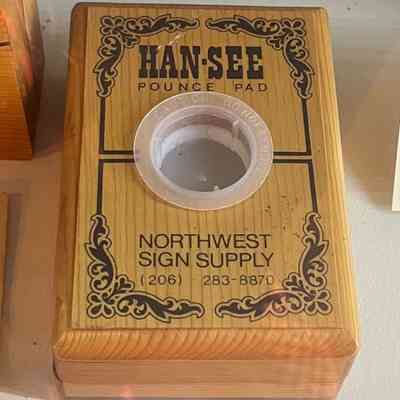 HAN·SEE
POUNCE PAD
NORTHWEST
SIGN SUPPLY
(206) 283-8870